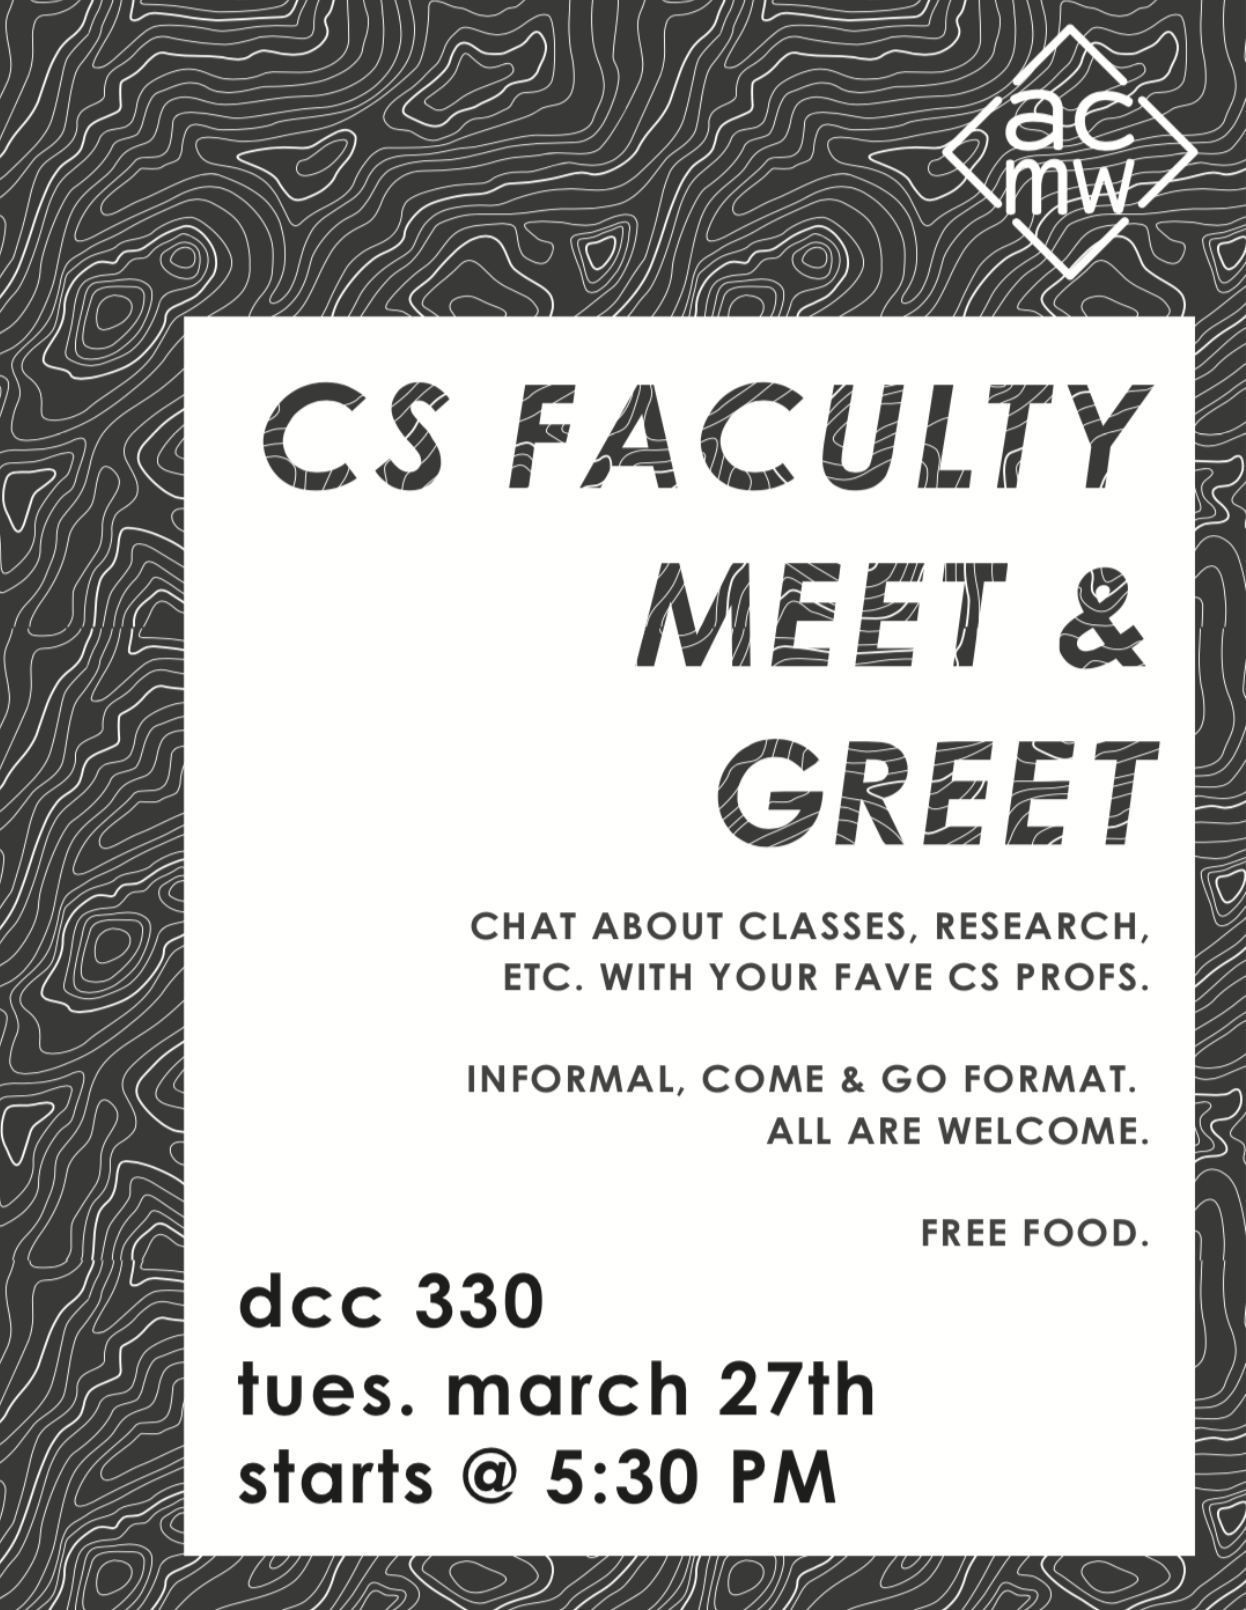 ac
mw
CS FACULTY
MEET &
GREET
CHAT ABOUT CLASSES, RESEARCH,
ETC. WITH YOUR FAVE CS PROFS.
INFORMAL, COME & GO FORMAT.
ALL ARE WELCOME.
FREE FOOD.
dcc 330
tues. march 27th
starts @ 5:30 PM